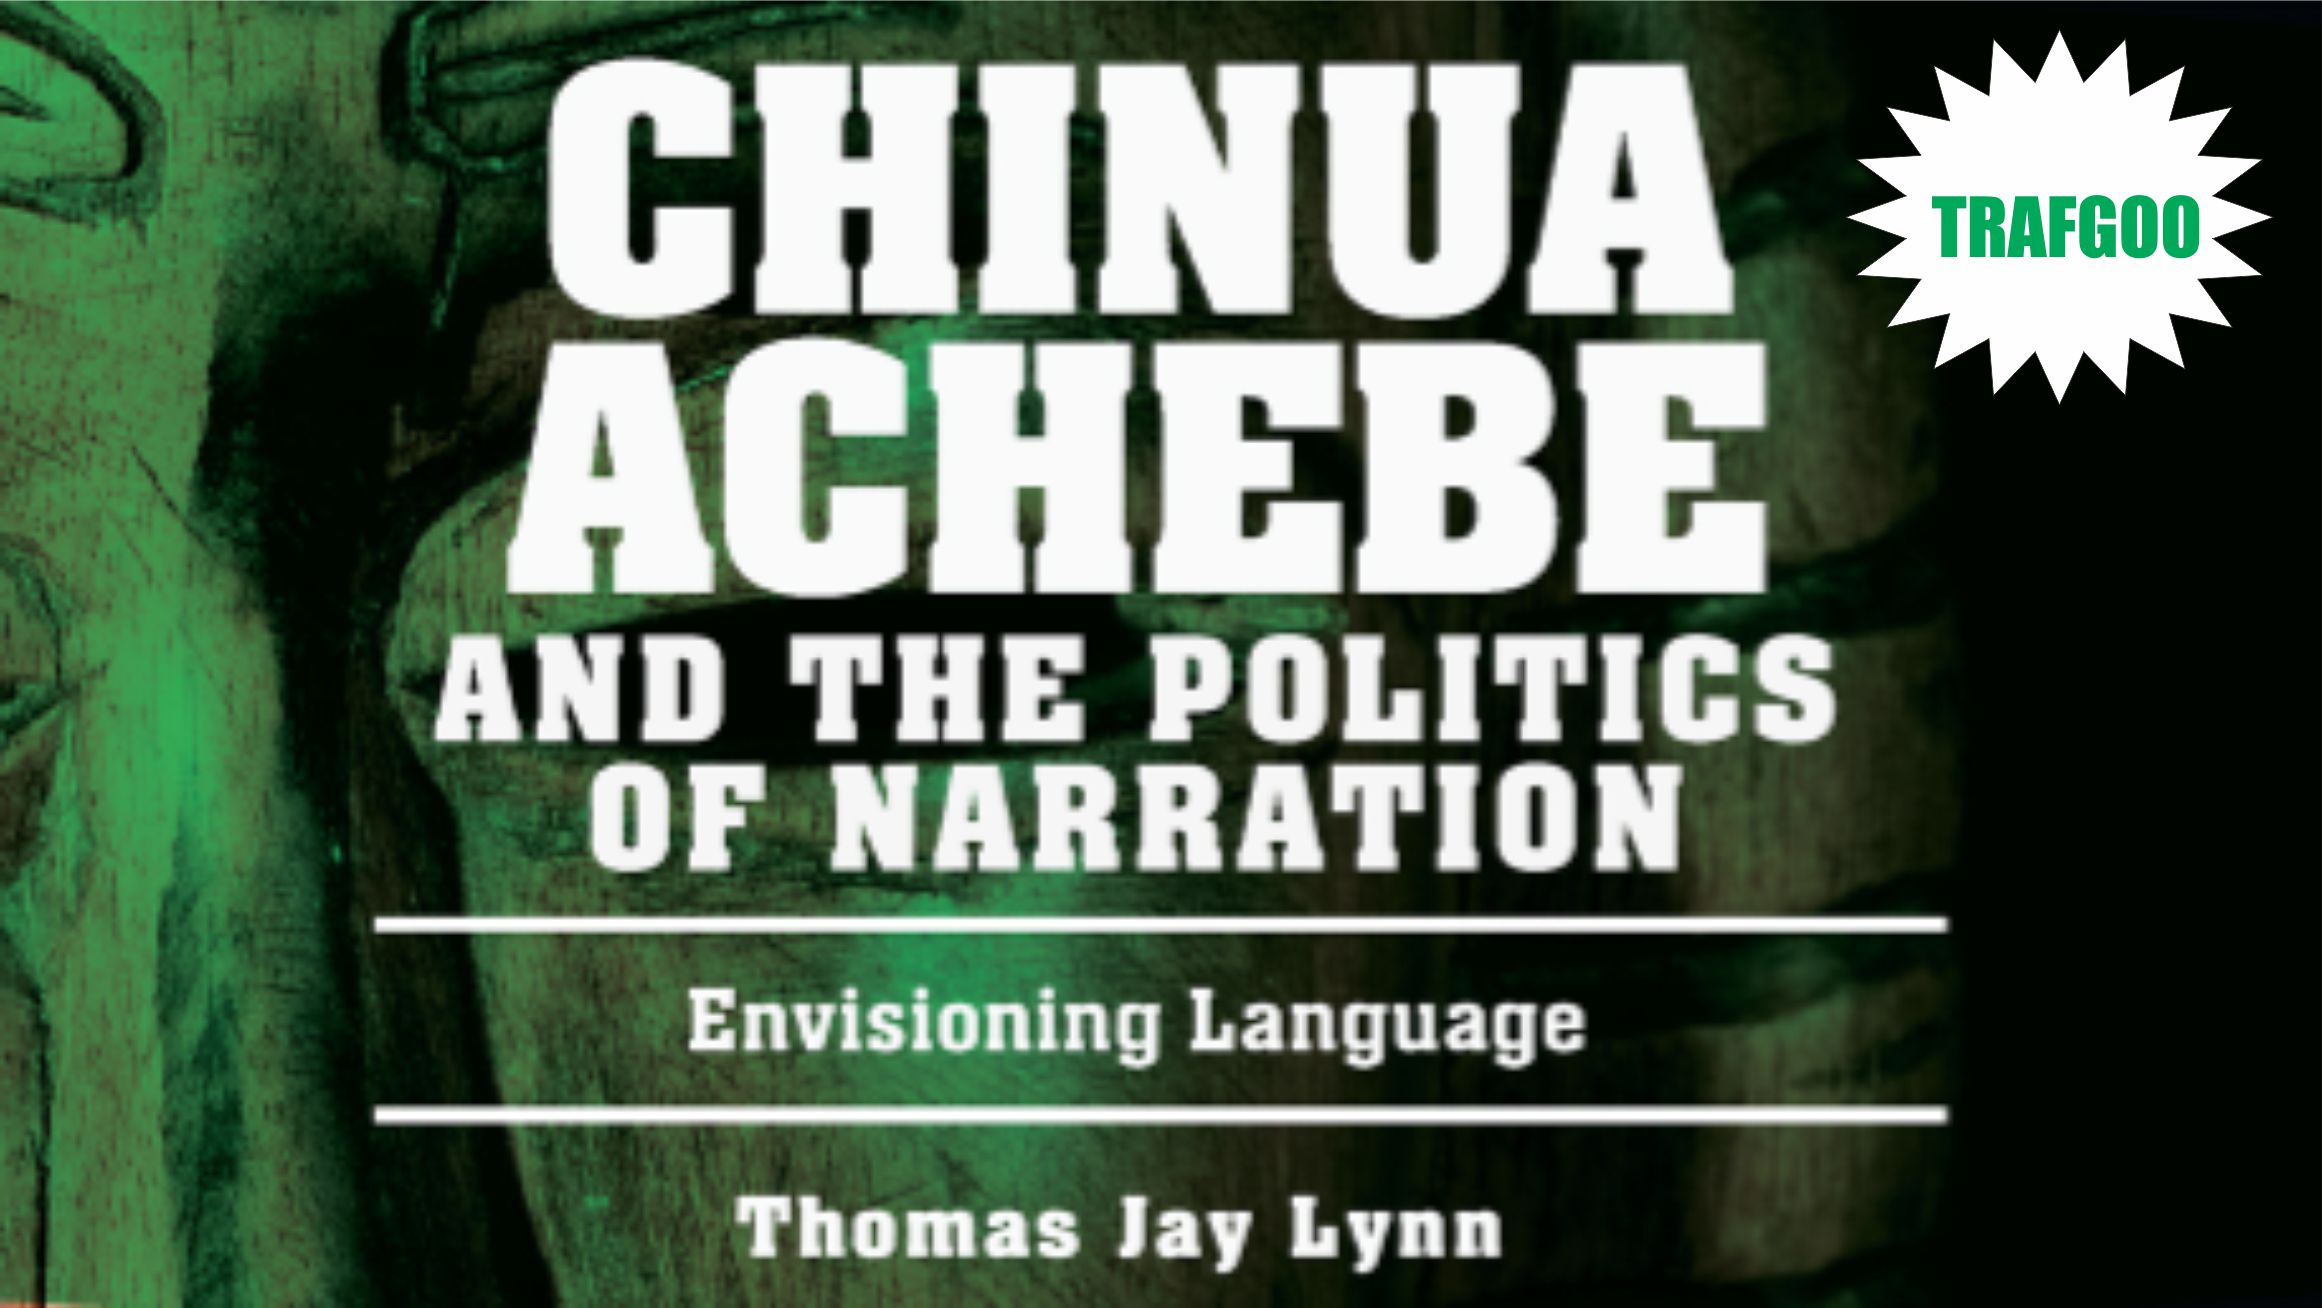 CHINUA
ACHEBE
AND THE POLITICS
OF NARRATION
Envisioning Language
Thomas Jay Lynn
TRAFGOO